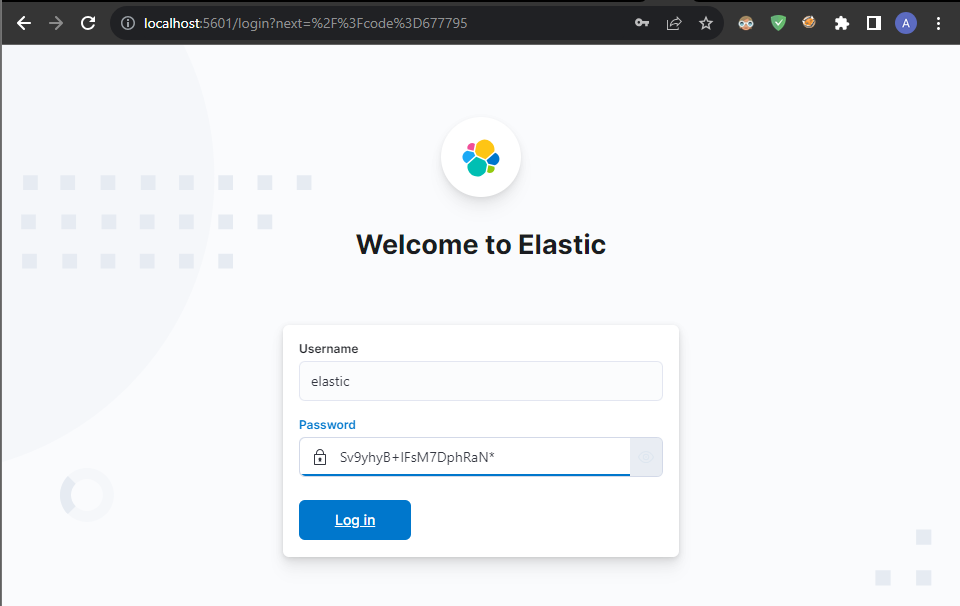 localhost:5601/login?next=%2F%3Fcode%3D677795
A
Welcome to Elastic
Username
elastic
Password
Sv9yhyB+IFsM7DphRaN*
Log in